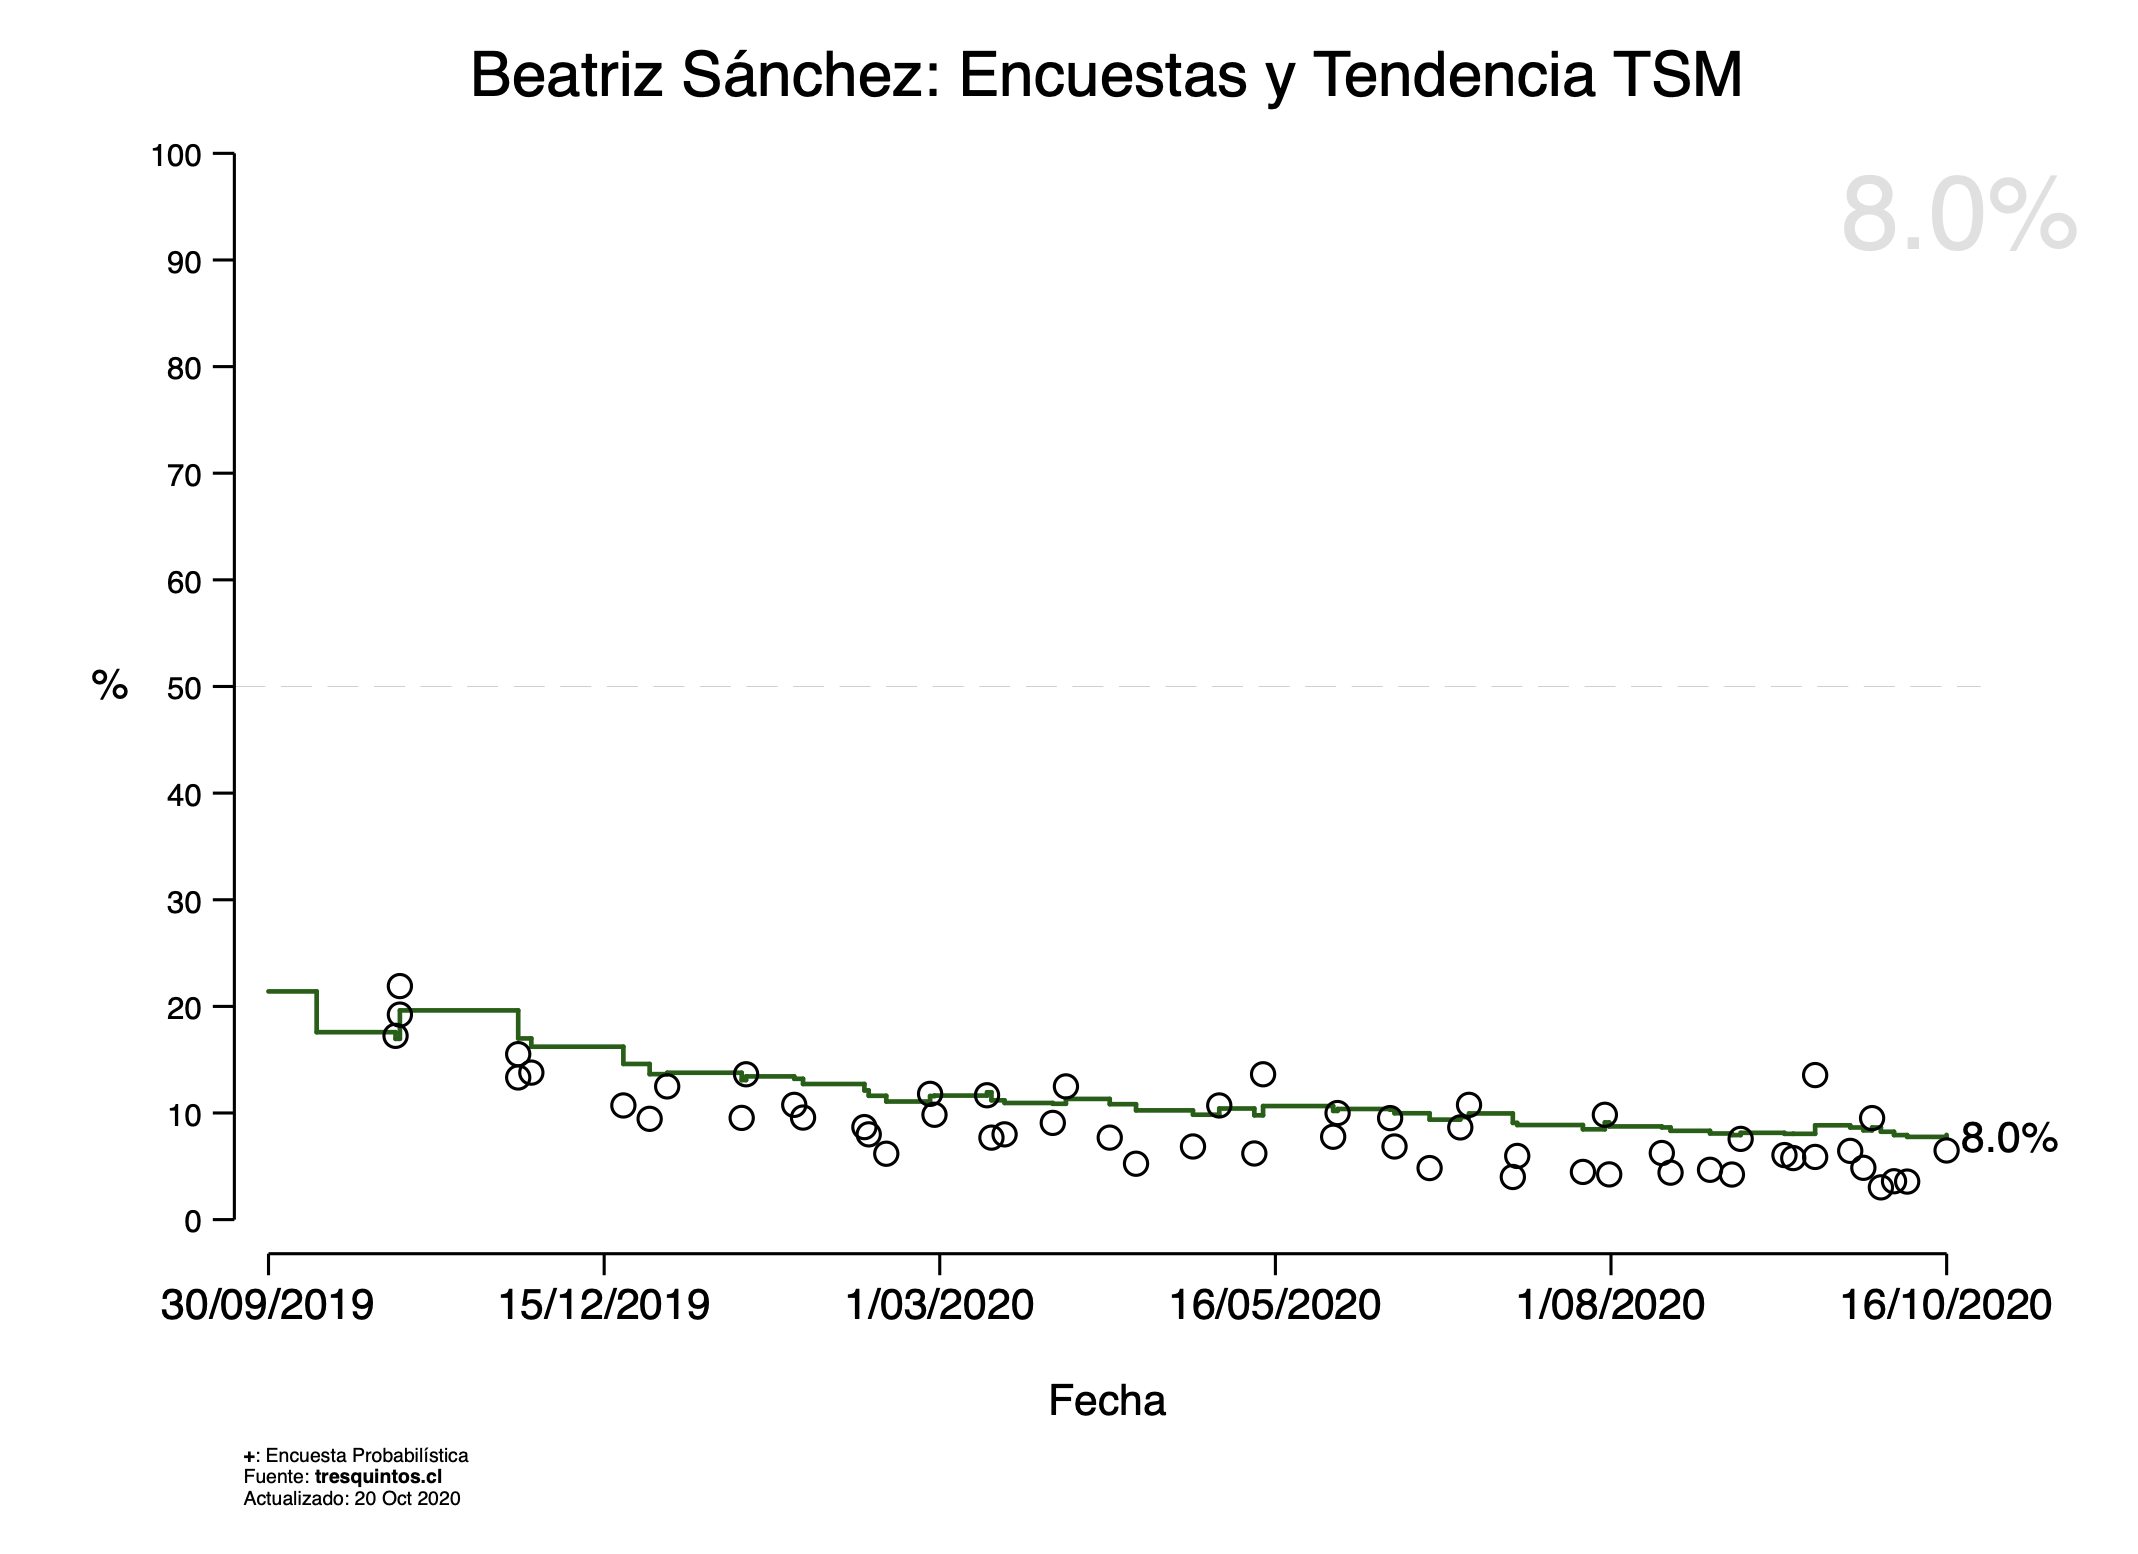 Beatriz Sánchez: Encuestas y Tendencia TSM
8.0%
100
90
80
70
60
% 50
40
30
20
10
0
8.0%
30/09/2019 15/12/2019 1/03/2020 16/05/2020 1/08/2020 16/10/2020
Fecha
+: Encuesta Probabilística
Fuente: tresquintos.cl
Actualizado: 20 Oct 2020